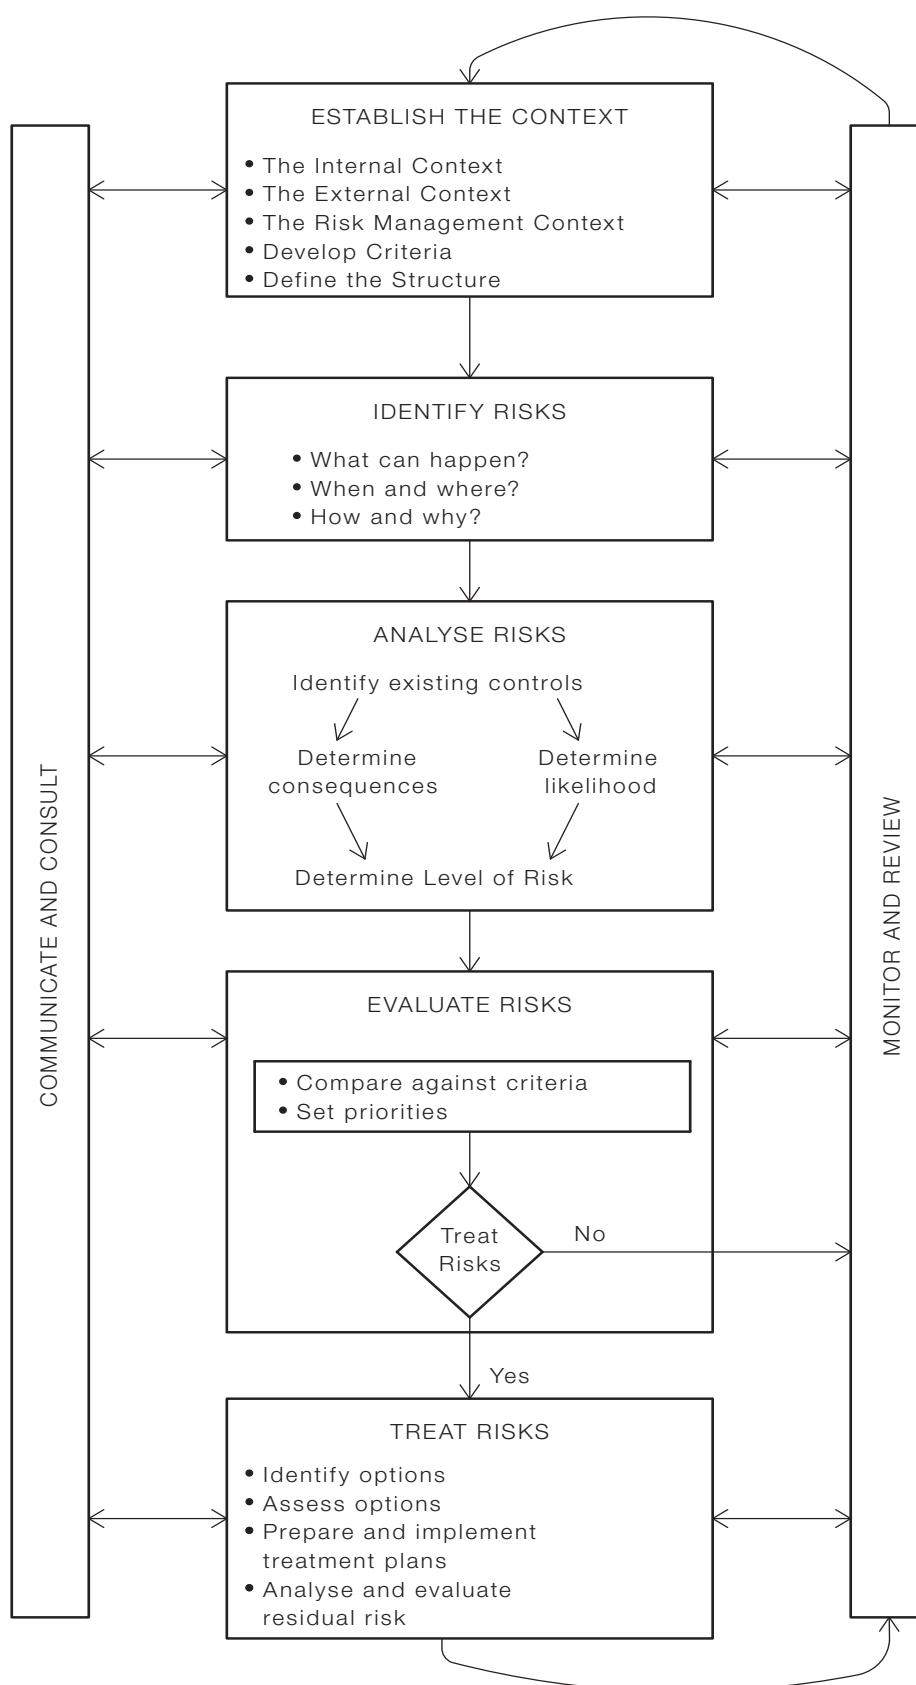 ESTABLISH THE CONTEXT
• The Internal Context
• The External Context
• The Risk Management Context
• Develop Criteria
• Define the Structure
IDENTIFY RISKS
• What can happen?
• When and where?
• How and why?
ANALYSE RISKS
Identify existing controls
Determine
consequences
Determine
likelihood
Determine Level of Risk
COMMUNICATE AND CONSULT
MONITOR AND REVIEW
EVALUATE RISKS
• Compare against criteria
• Set priorities
Treat
Risks
No
Yes
TREAT RISKS
• Identify options
• Assess options
• Prepare and implement
treatment plans
• Analyse and evaluate
residual risk